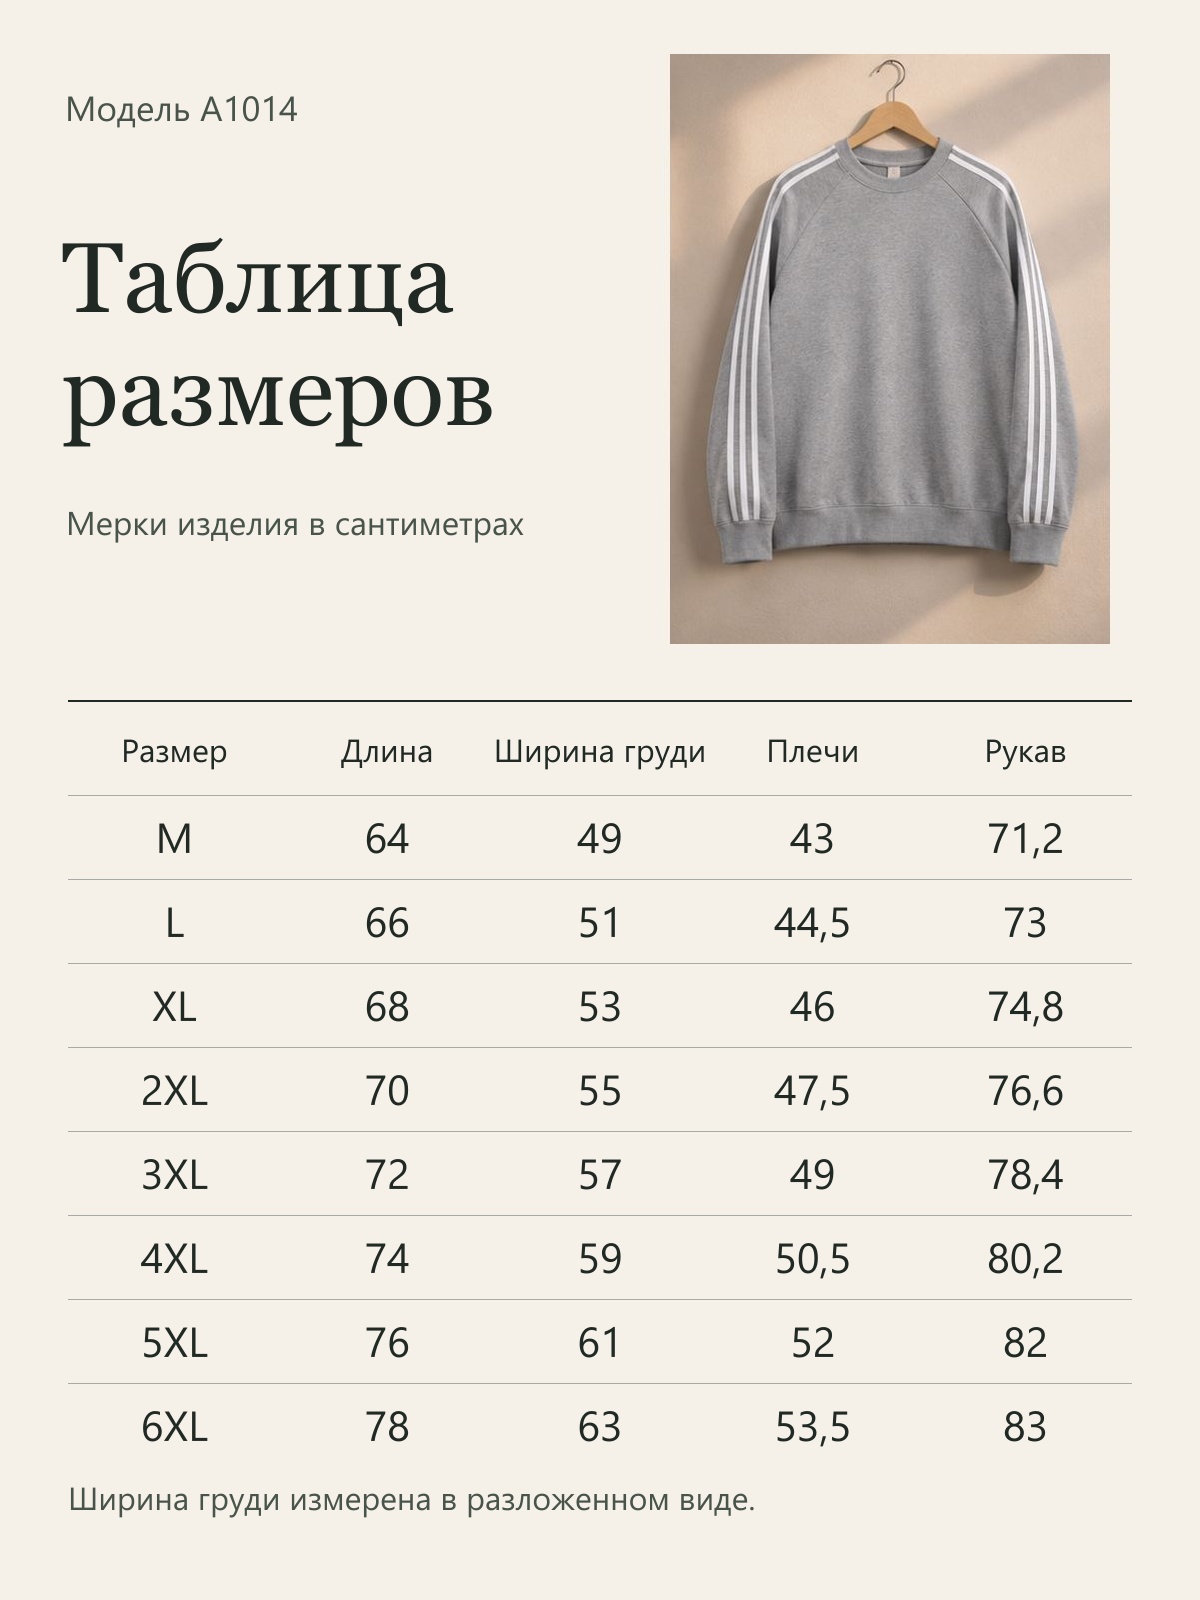 Модель A1014
Таблица
размеров
Мерки изделия в сантиметрах
Размер Длина Ширина груди Плечи Рукав
M 64 49 43 71,2
L 66 51 44,5 73
XL 68 53 46 74,8
2XL 70 55 47,5 76,6
3XL 72 57 49 78,4
4XL 74 59 50,5 80,2
5XL 76 61 52 82
6XL 78 63 53,5 83
Ширина груди измерена в разложенном виде.